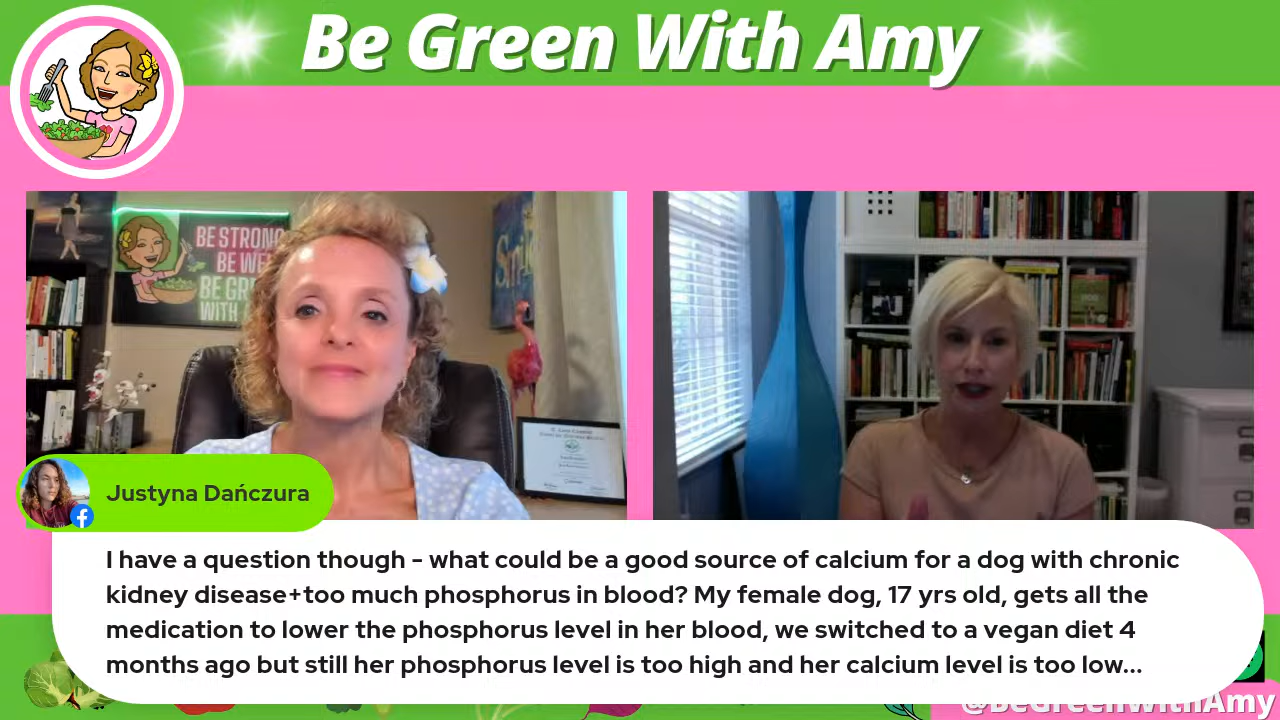 Be Green With Amy
BE STRONG
BE WE
BE GR
WITH
Smil
Justyna Dańczura
I have a question though - what could be a good source of calcium for a dog with chronic
kidney disease+too much phosphorus in blood? My female dog, 17 yrs old, gets all the
medication to lower the phosphorus level in her blood, we switched to a vegan diet 4
months ago but still her phosphorus level is too high and her calcium level is too low...
@BeGreenWithAmy